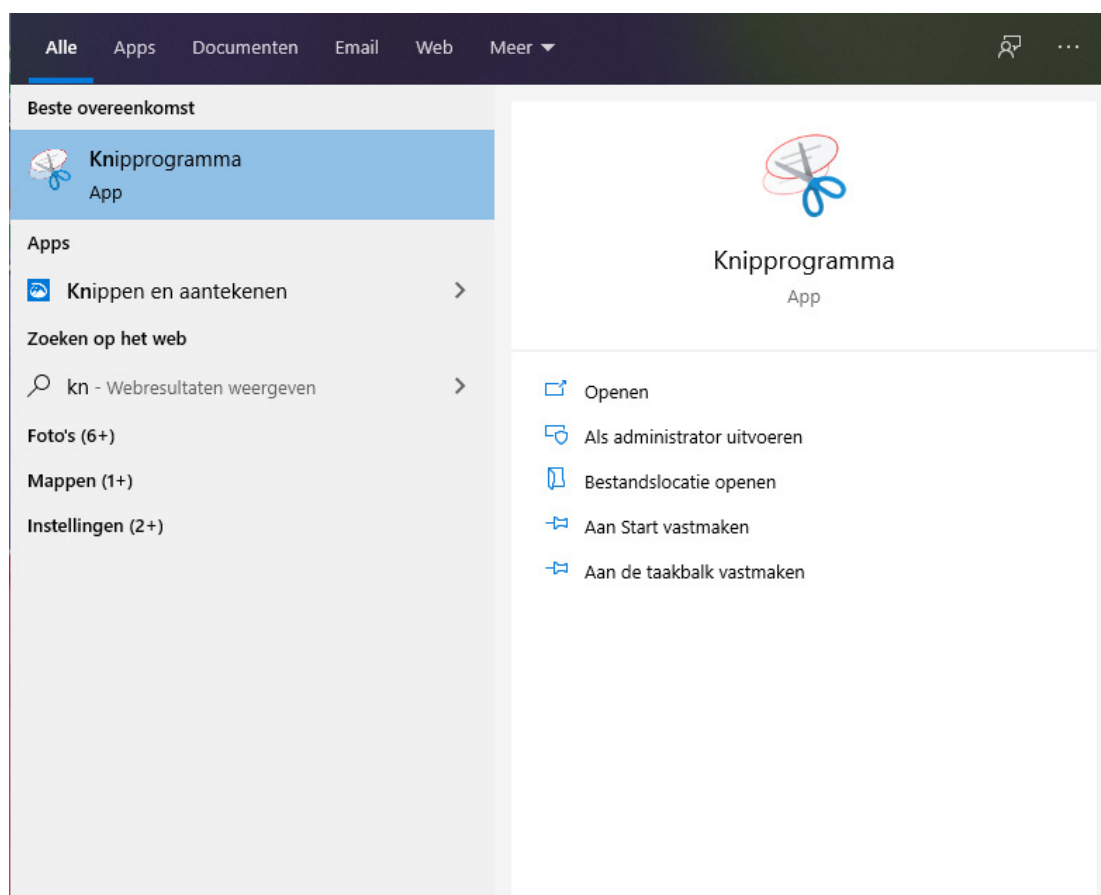 Alle Apps Documenten Email Web Meer
Beste overeenkomst
Knipprogramma
App
Apps
Knippen en aantekenen
Zoeken op het web
kn - Webresultaten weergeven
Foto's (6+)
Mappen (1+)
Instellingen (2+)
Knipprogramma
App
Openen
Als administrator uitvoeren
Bestandslocatie openen
Aan Start vastmaken
Aan de taakbalk vastmaken